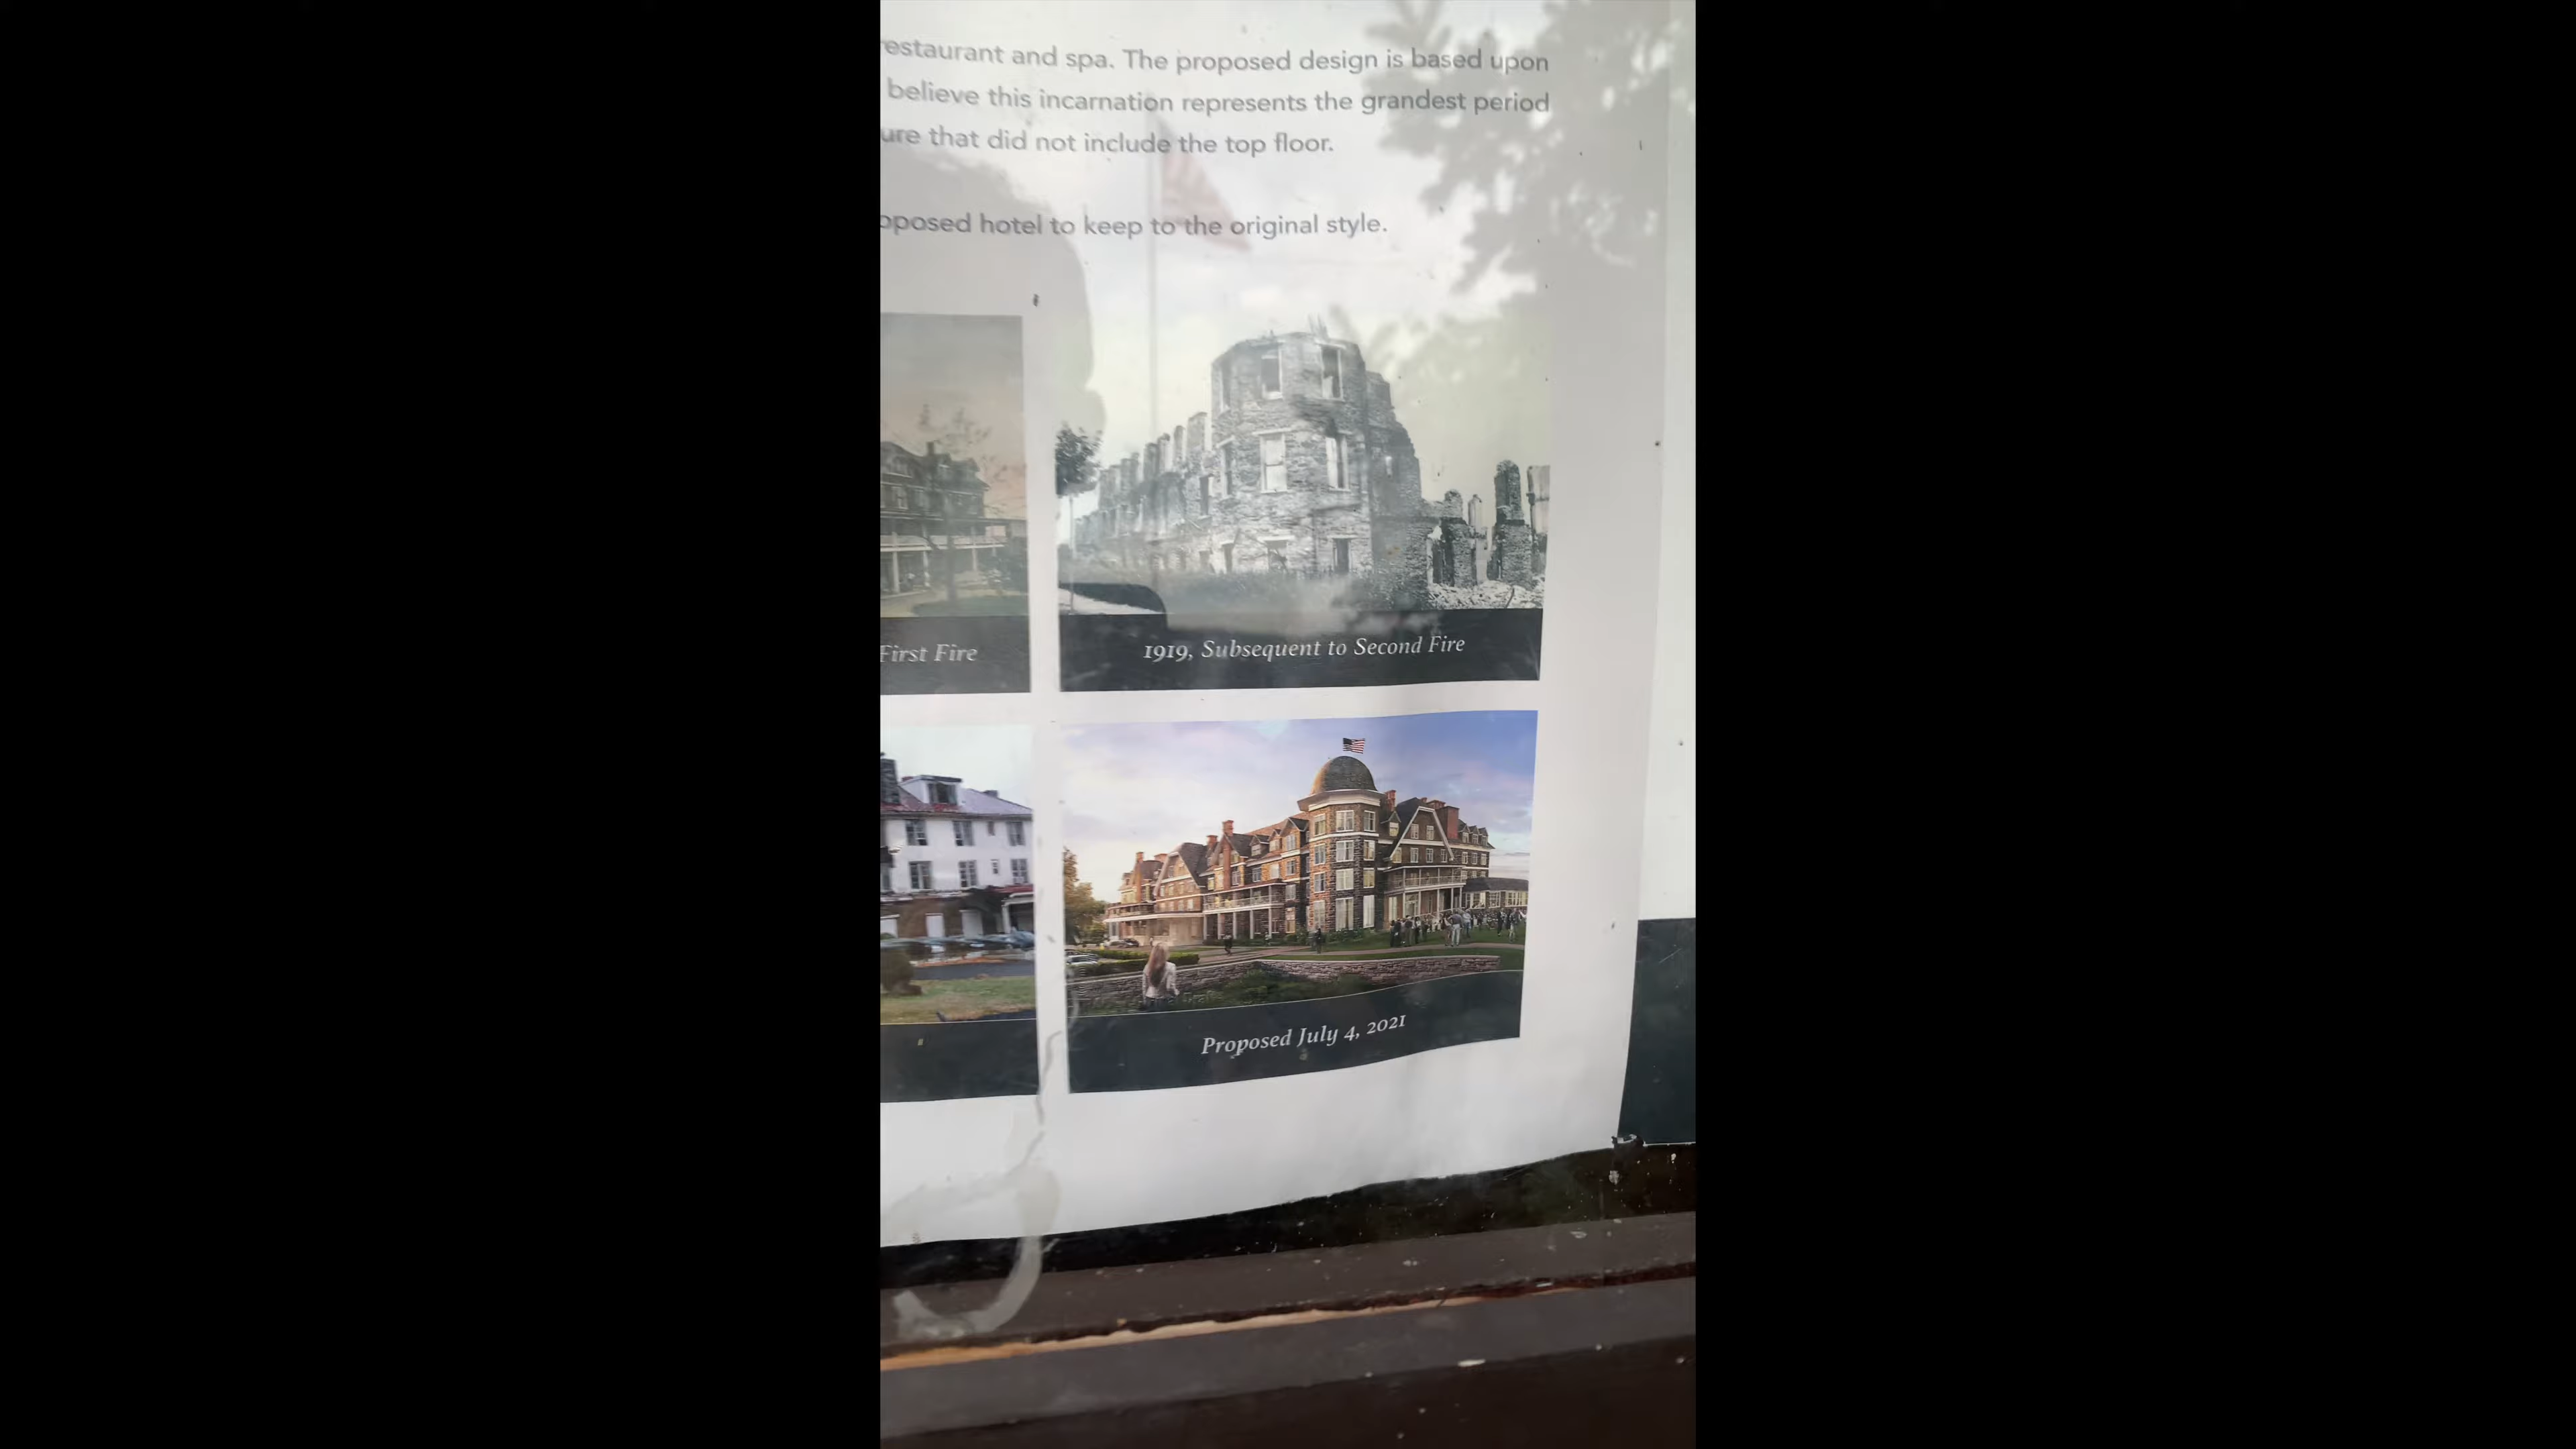 restaurant and spa. The proposed design is based upon
believe this incarnation represents the grandest period
ure that did not include the top floor.
oposed hotel to keep to the original style.
First Fire
1919, Subsequent to Second Fire
Proposed July 4, 2021